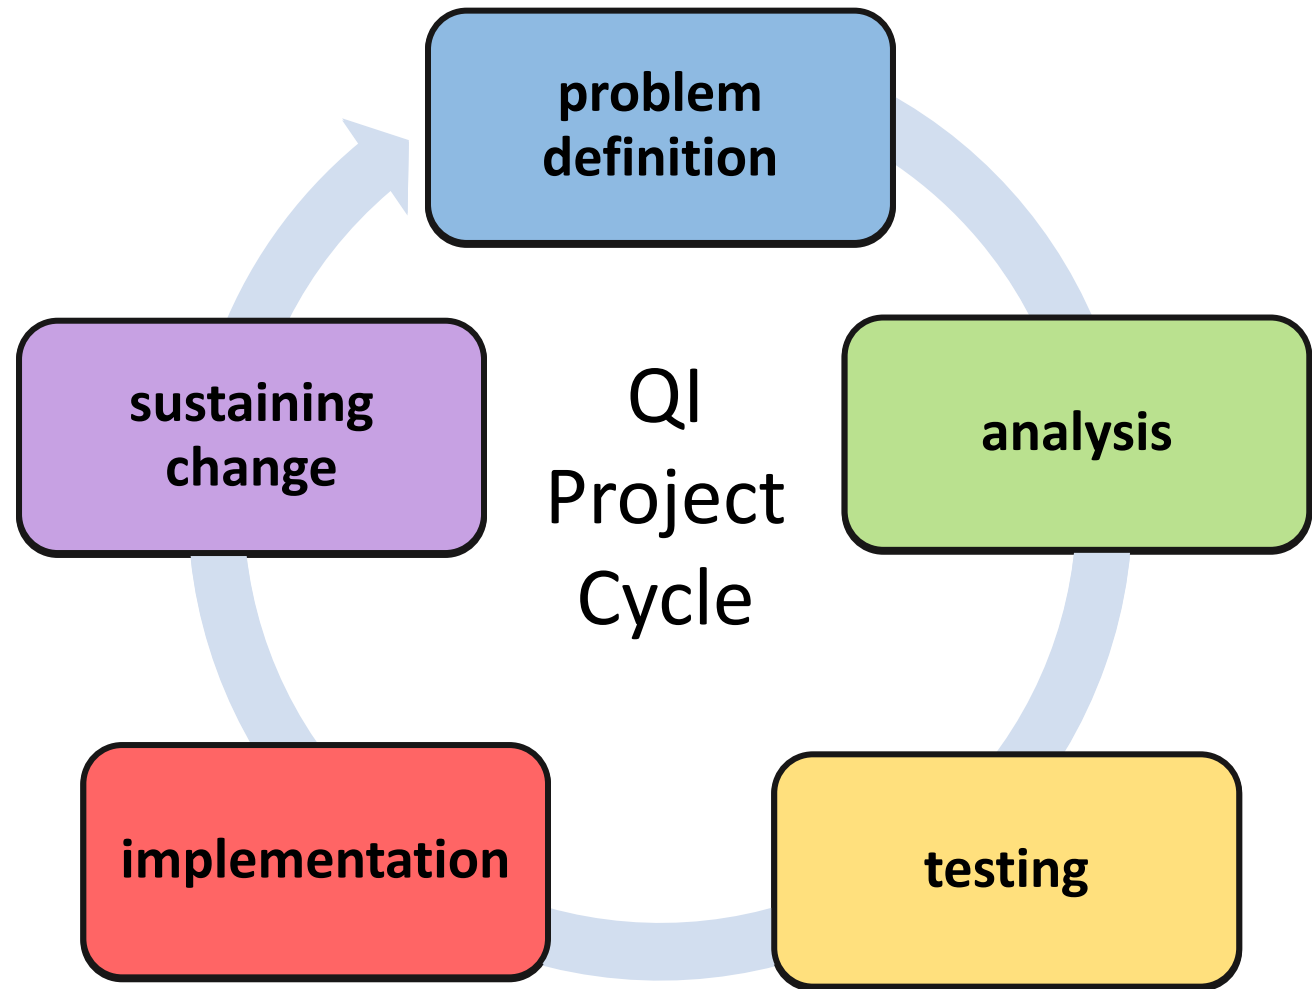 problem
definition
analysis
testing
implementation
sustaining
change
QI
Project
Cycle